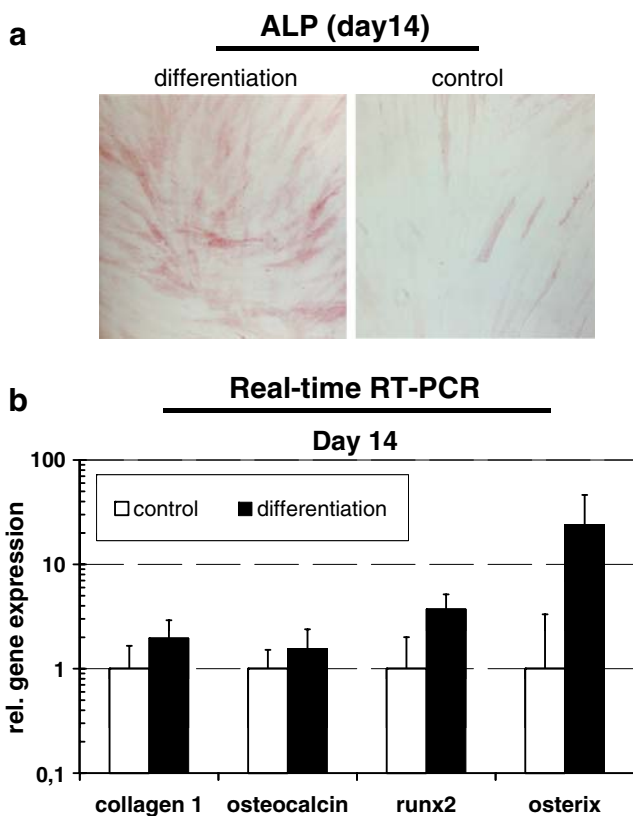 a
ALP (day14)
differentiation control
b
Real-time RT-PCR
Day 14
100
control differentiation
10
1
0,1
rel. gene expression
collagen 1 osteocalcin runx2 osterix